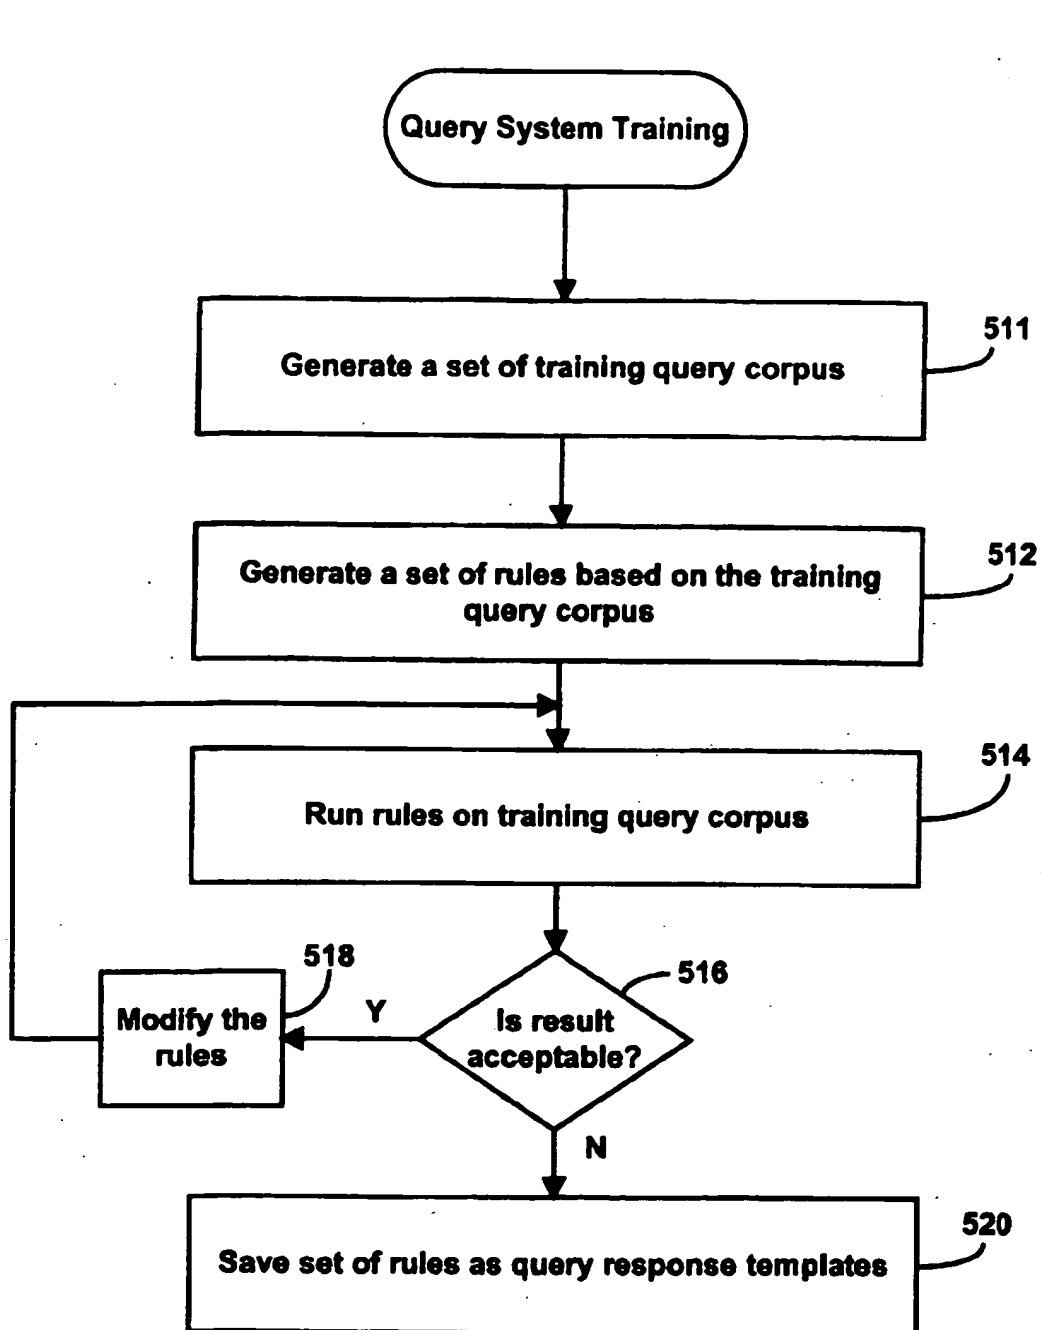 Query System Training
511
Generate a set of training query corpus
512
Generate a set of rules based on the training
query corpus
514
Run rules on training query corpus
518
516
Modify the
rules
Y
Is result
acceptable?
N
520
Save set of rules as query response templates